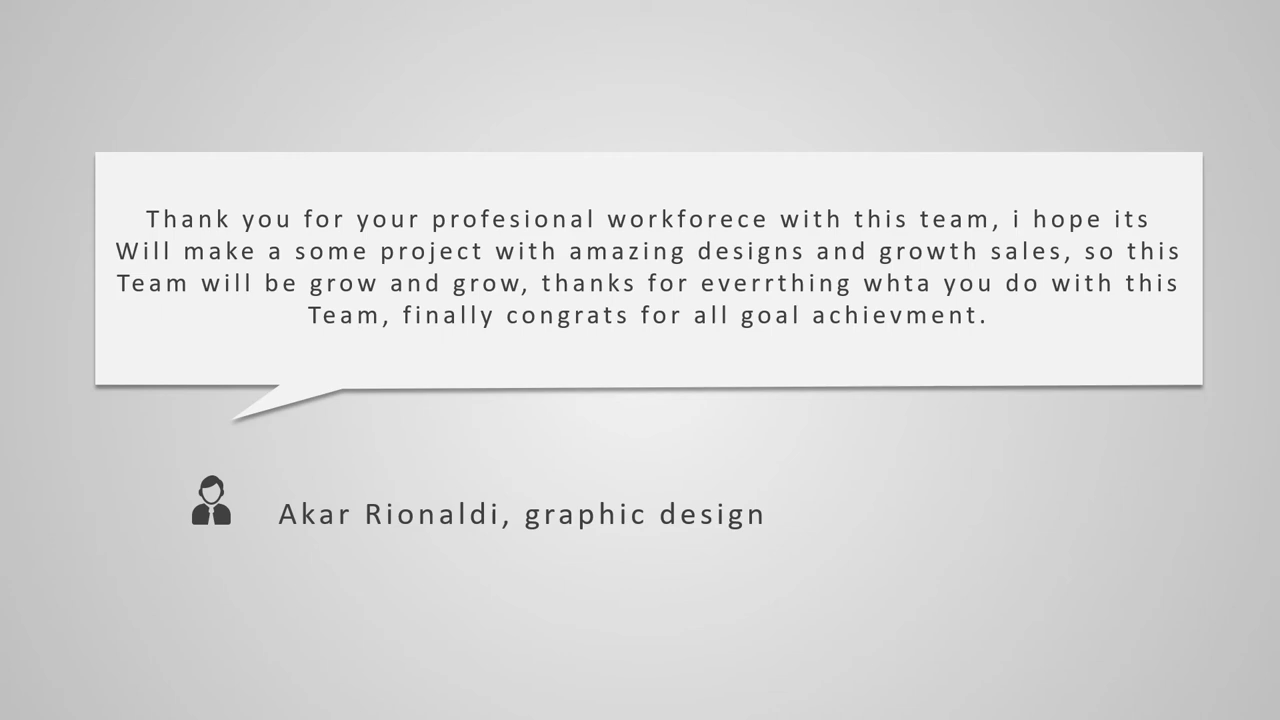 Thank you for your profesional workforece with this team, i hope its
Will make a some project with amazing designs and growth sales, so this
Team will be grow and grow, thanks for everrthing whta you do with this
Team, finally congrats for all goal achievment.
Akar Rionaldi, graphic design